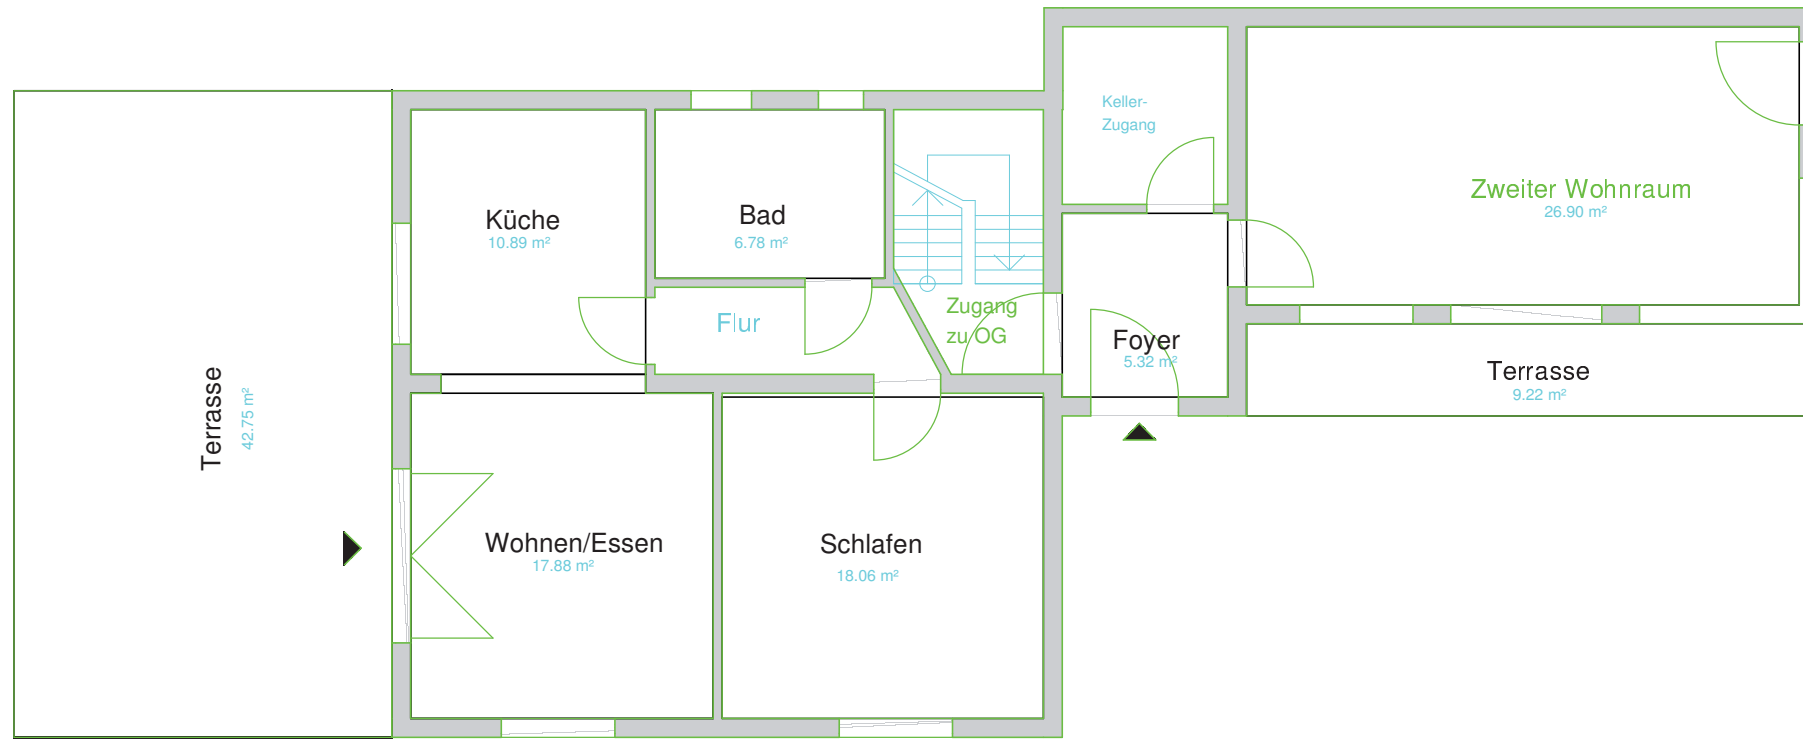 Keller-
Zugang
Zweiter Wohnraum
26.90 m²
Küche
10.89 m²
Bad
6.78 m²
Zugang
zu OG
Flur
Foyer
5.32 m²
Terrasse
9.22 m²
Terrasse
42.75 m²
Wohnen/Essen
17.88 m²
Schlafen
18.06 m²